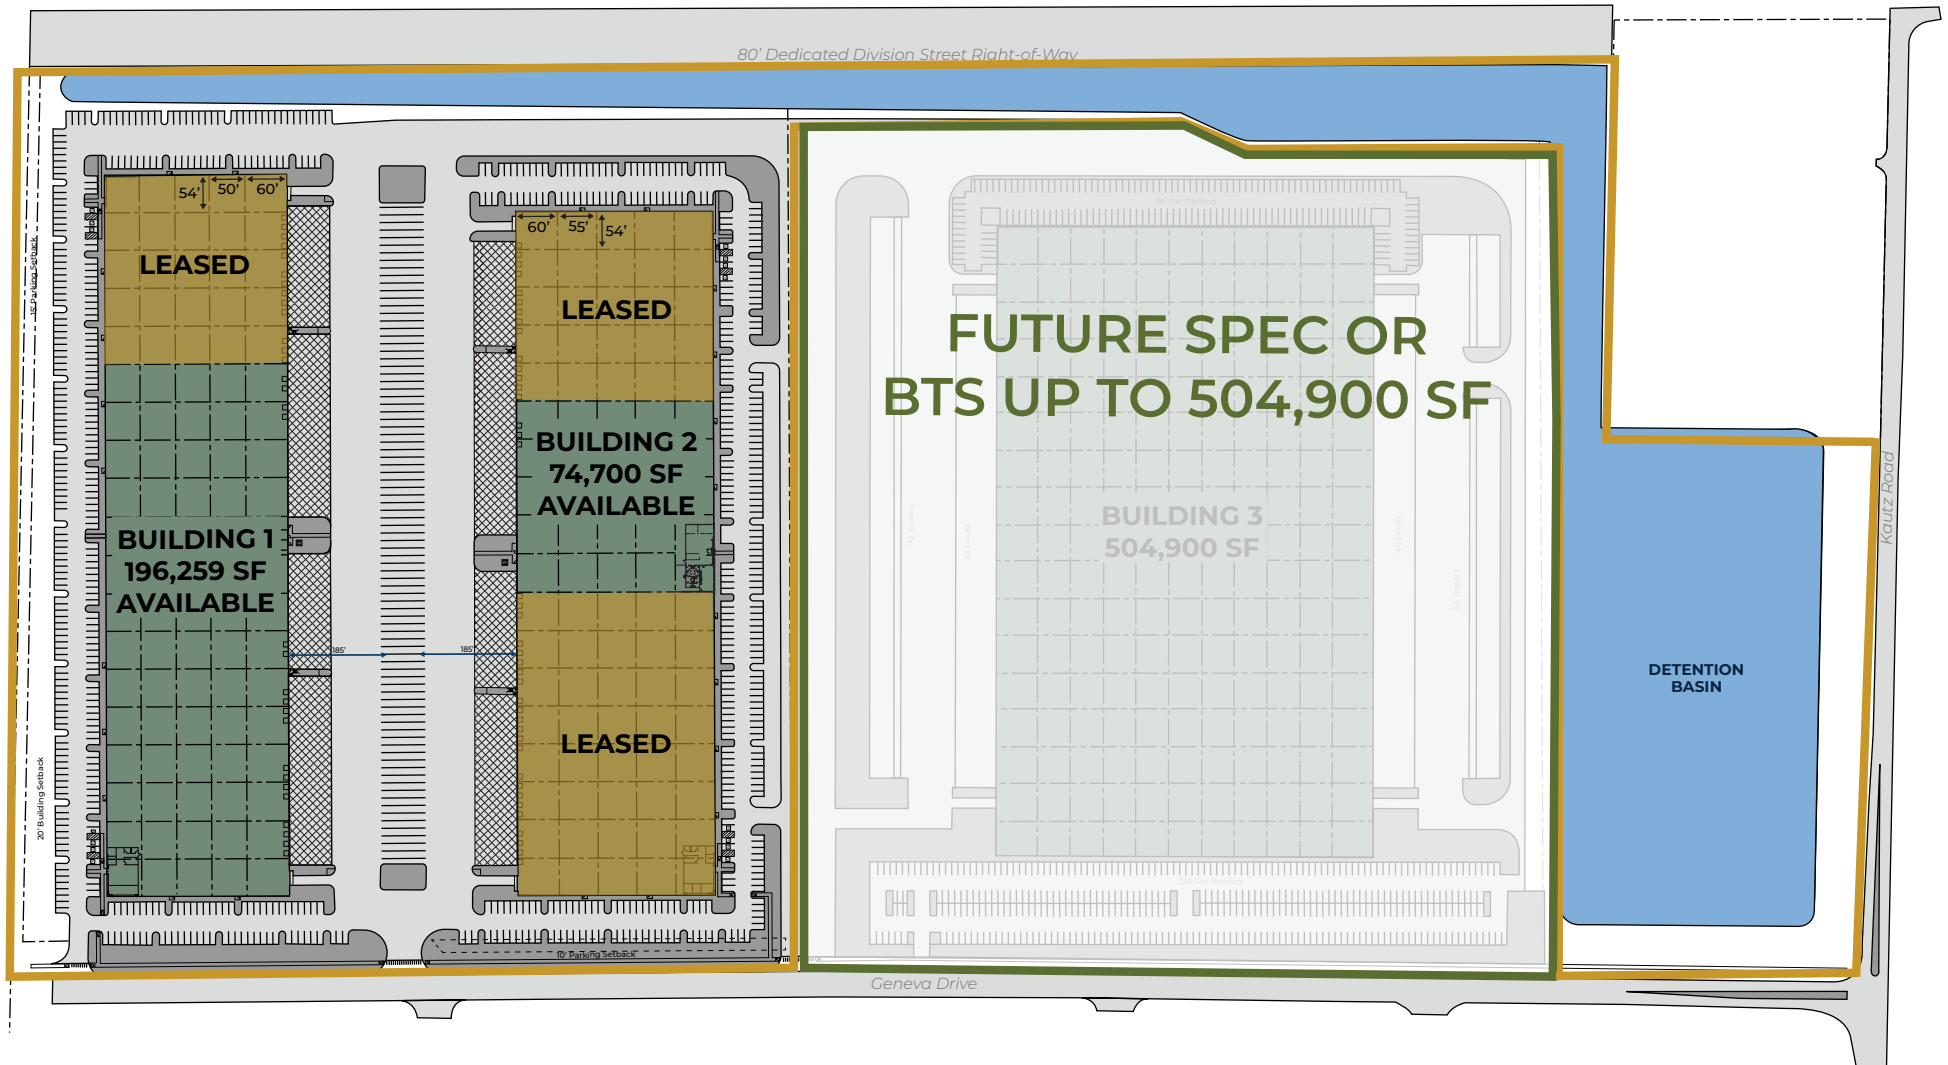 80' Dedicated Division Street Right-of-Way
15' Parking Setback
20' Building Setback
54'
50'
60'
LEASED
BUILDING 1
196,259 SF
AVAILABLE
185'
185'
60'
55'
54'
LEASED
BUILDING 2
74,700 SF
AVAILABLE
LEASED
10' Parking Setback
FUTURE SPEC OR
BTS UP TO 504,900 SF
BUILDING 3
504,900 SF
DETENTION
BASIN
Kautz Road
Geneva Drive